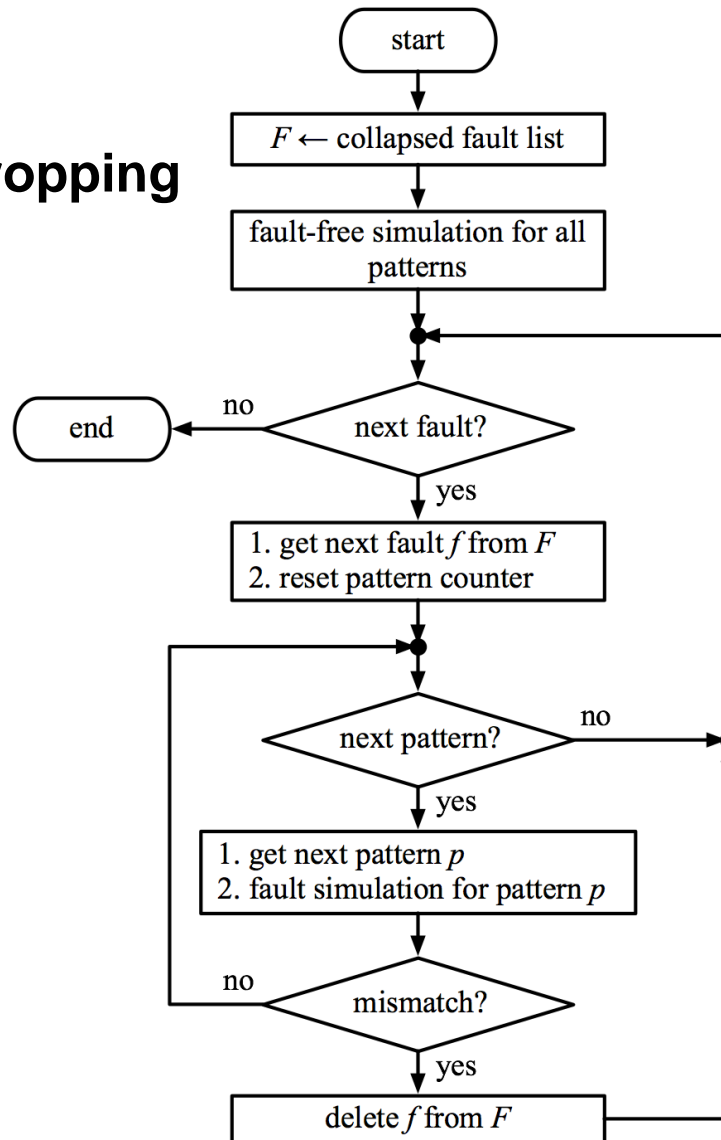 start
F ← collapsed fault list
opping
fault-free simulation for all
patterns
next fault?
no
end
yes
1. get next fault f from F
2. reset pattern counter
next pattern?
no
yes
1. get next pattern p
2. fault simulation for pattern p
mismatch?
no
yes
delete f from F